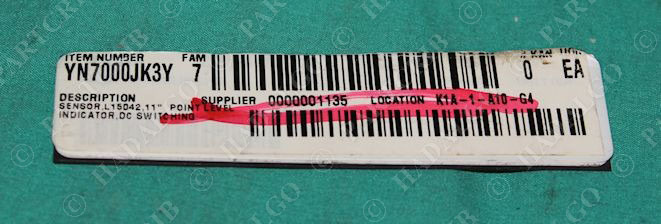 ITEM NUMBER FAM
YN7000JK3Y 7 0 EA
DESCRIPTION SUPPLIER 0000001135 LOCATION K1A-1-A10-G4
SENSOR,L15042,11" POINT LEVEL
INDICATOR,DC SWITCHING